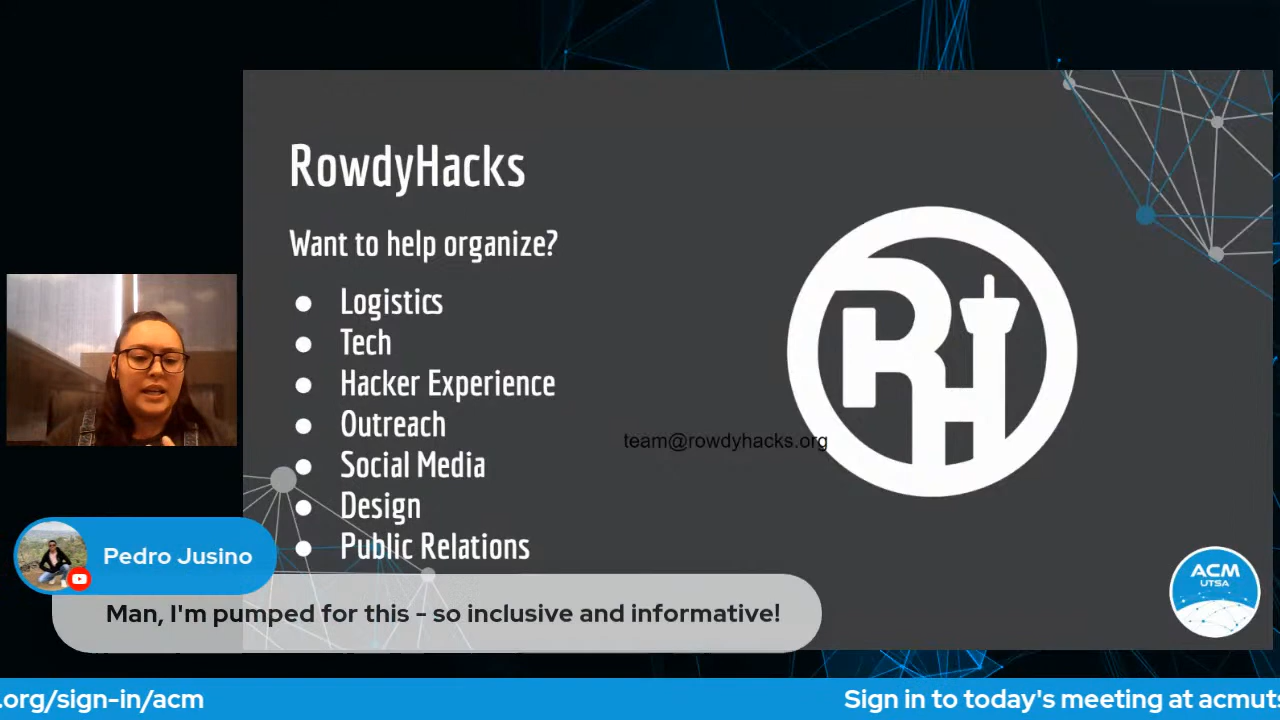 RowdyHacks
Want to help organize?
● Logistics
● Tech
● Hacker Experience
● Outreach
● Social Media
● Design
● Public Relations
team@rowdyhacks.org
RH
ACM
UTSA
Pedro Jusino
Man, I'm pumped for this - so inclusive and informative!
.org/sign-in/acm
Sign in to today's meeting at acmuts